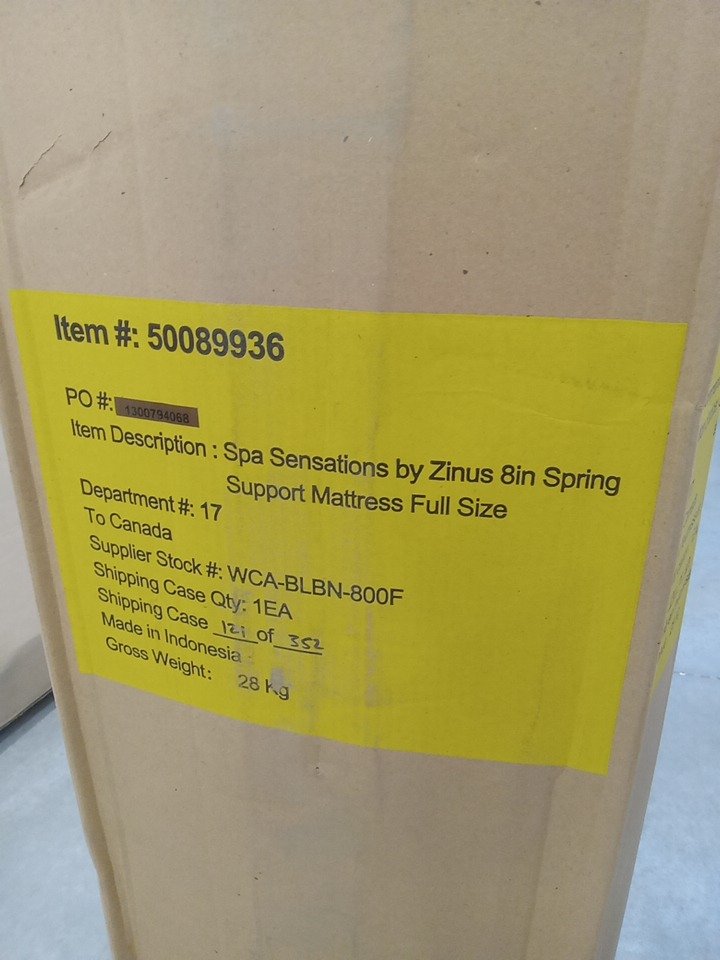 Item #: 50089936
PO #: 1300794068
Item Description : Spa Sensations by Zinus 8in Spring
Support Mattress Full Size
Department #: 17
To Canada
Supplier Stock #: WCA-BLBN-800F
Shipping Case Qty: 1EA
Shipping Case 121 of 352
Made in Indonesia
Gross Weight: 28 Kg